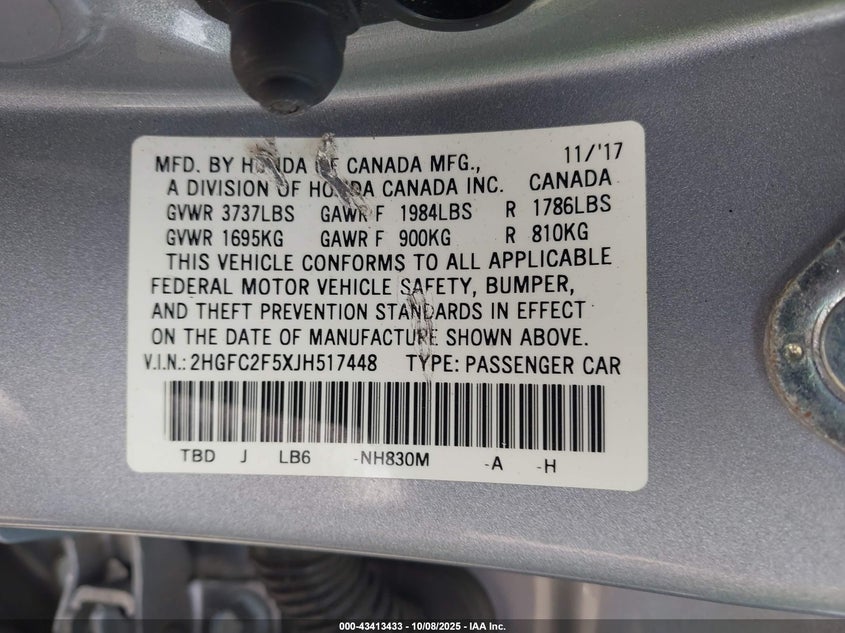 MFD. BY HONDA OF CANADA MFG., 11/'17
A DIVISION OF HONDA CANADA INC. CANADA
GVWR 3737LBS GAWR F 1984LBS R 1786LBS
GVWR 1695KG GAWR F 900KG R 810KG
THIS VEHICLE CONFORMS TO ALL APPLICABLE
FEDERAL MOTOR VEHICLE SAFETY, BUMPER,
AND THEFT PREVENTION STANDARDS IN EFFECT
ON THE DATE OF MANUFACTURE SHOWN ABOVE.
V.I.N.: 2HGFC2F5XJH517448 TYPE: PASSENGER CAR
TBD J LB6 -NH830M -A -H
000-43413433 | 10/08/2025 | IAA Inc.